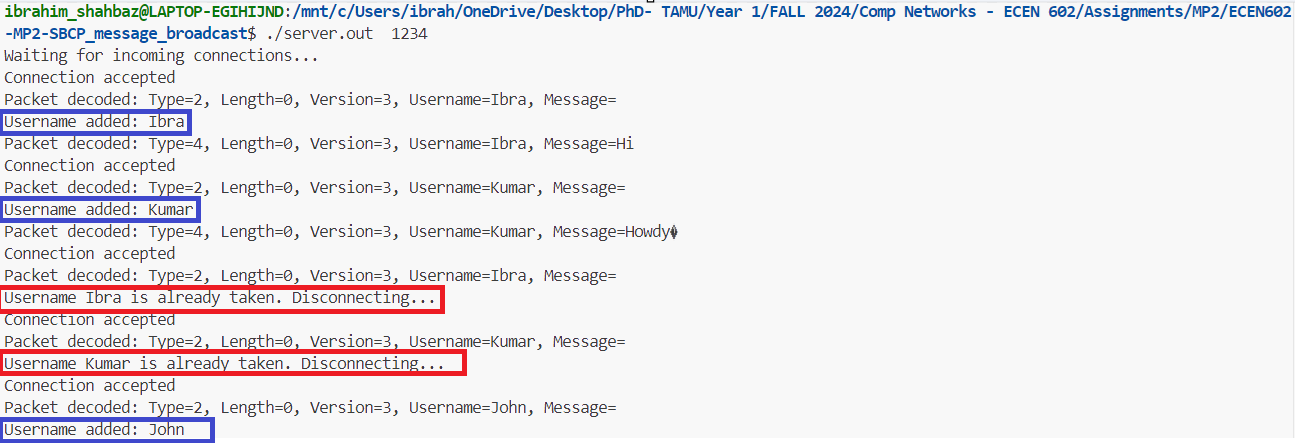 ibrahim_shahbaz@LAPTOP-EGIHIJND:/mnt/c/Users/ibrah/OneDrive/Desktop/PhD- TAMU/Year 1/FALL 2024/Comp Networks - ECEN 602/Assignments/MP2/ECEN602
-MP2-SBCP_message_broadcast$ ./server.out  1234
Waiting for incoming connections...
Connection accepted
Packet decoded: Type=2, Length=0, Version=3, Username=Ibra, Message=
Username added: Ibra
Packet decoded: Type=4, Length=0, Version=3, Username=Ibra, Message=Hi
Connection accepted
Packet decoded: Type=2, Length=0, Version=3, Username=Kumar, Message=
Username added: Kumar
Packet decoded: Type=4, Length=0, Version=3, Username=Kumar, Message=Howdy�
Connection accepted
Packet decoded: Type=2, Length=0, Version=3, Username=Ibra, Message=
Username Ibra is already taken. Disconnecting...
Connection accepted
Packet decoded: Type=2, Length=0, Version=3, Username=Kumar, Message=
Username Kumar is already taken. Disconnecting...
Connection accepted
Packet decoded: Type=2, Length=0, Version=3, Username=John, Message=
Username added: John